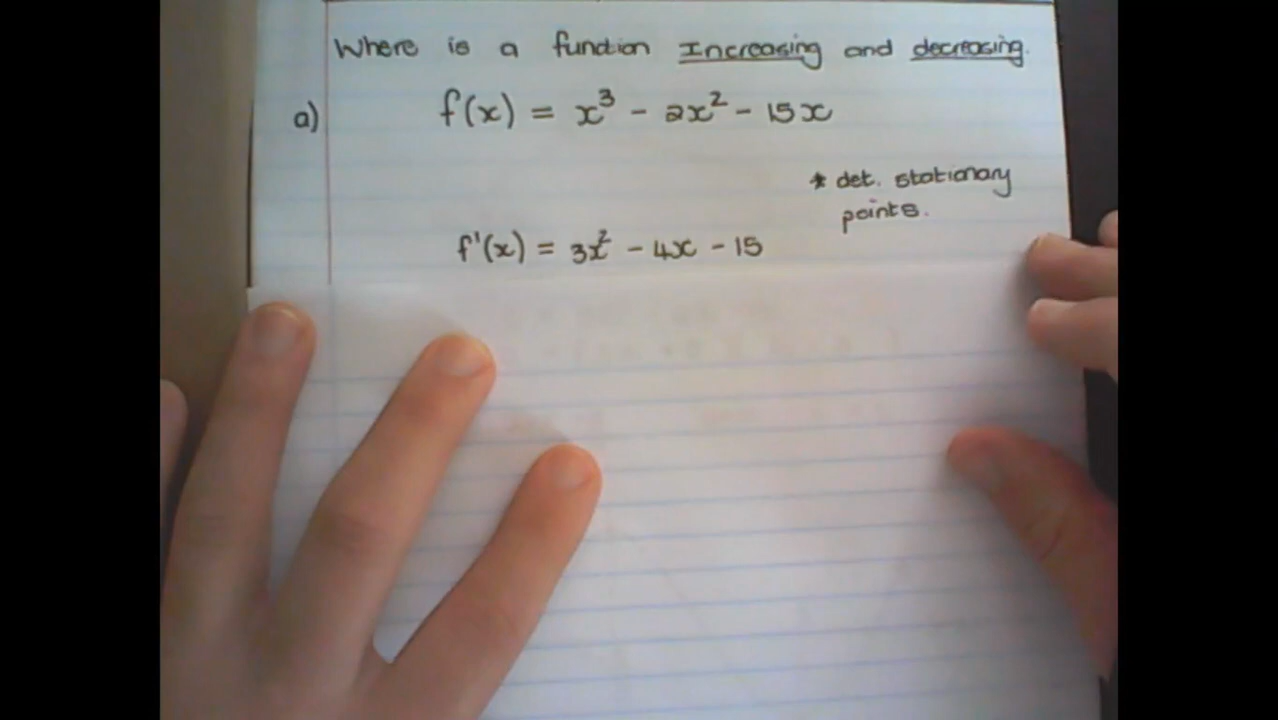 Where is a function Increasing and decreasing.
a) f(x) = x³ - 2x² - 15x
* det. stationary
points.
f'(x) = 3x² - 4x - 15